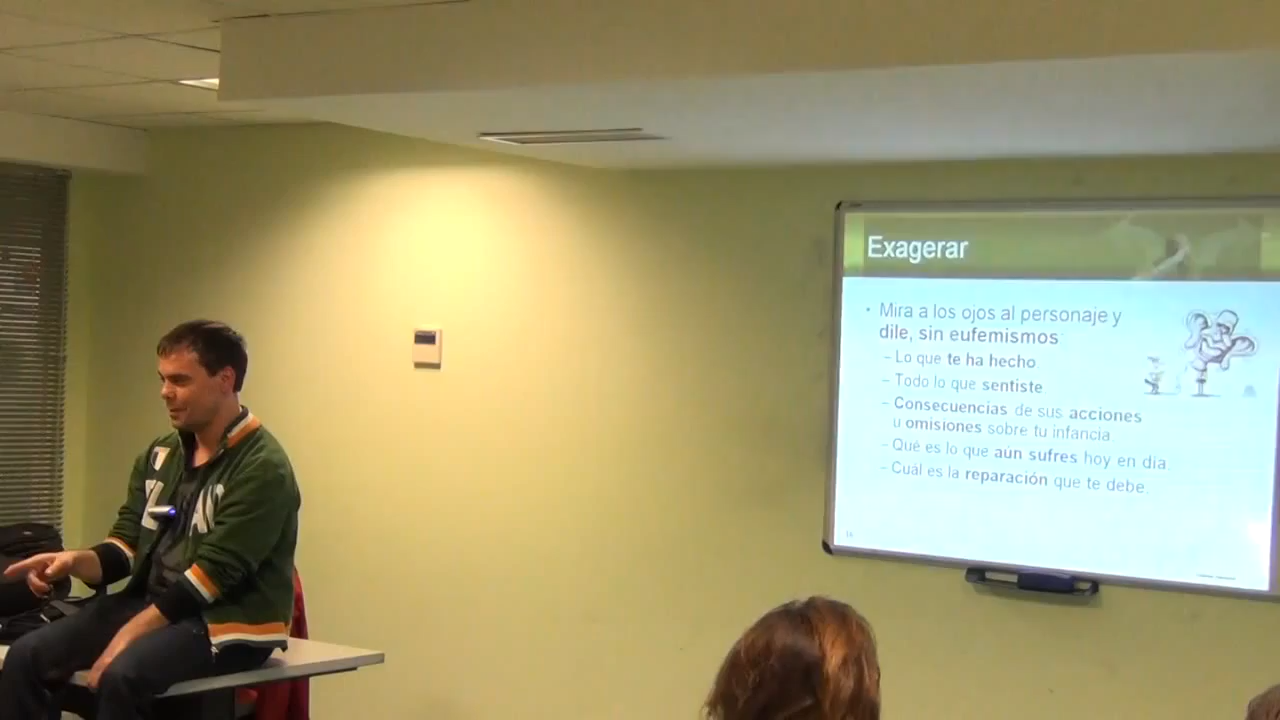 Exagerar
• Mira a los ojos al personaje y
dile, sin eufemismos
– Lo que te ha hecho
– Todo lo que sentiste
– Consecuencias de sus acciones
u omisiones sobre tu infancia.
– Qué es lo que aún sufres hoy en día.
– Cuál es la reparación que te debe.